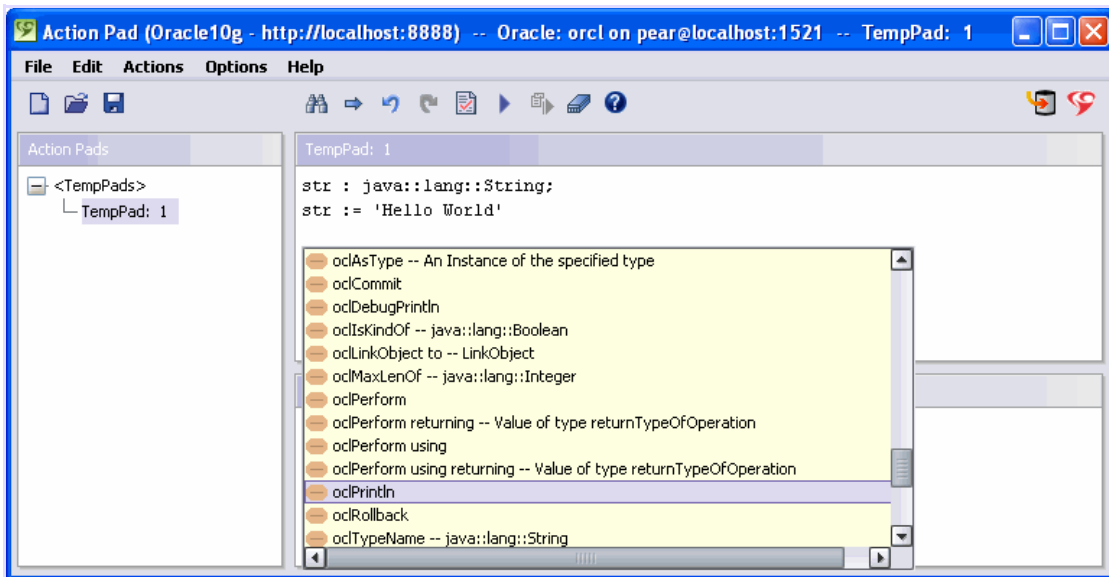 Action Pad (Oracle10g - http://localhost:8888) -- Oracle: orcl on pear@localhost:1521 -- TempPad: 1
File Edit Actions Options Help
Action Pads
<TempPads>
TempPad: 1
TempPad: 1
str : java::lang::String;
str := 'Hello World'
oclAsType -- An Instance of the specified type
oclCommit
oclDebugPrintln
oclIsKindOf -- java::lang::Boolean
oclLinkObject to -- LinkObject
oclMaxLenOf -- java::lang::Integer
oclPerform
oclPerform returning -- Value of type returnTypeOfOperation
oclPerform using
oclPerform using returning -- Value of type returnTypeOfOperation
oclPrintln
oclRollback
oclTypeName -- java::lang::String